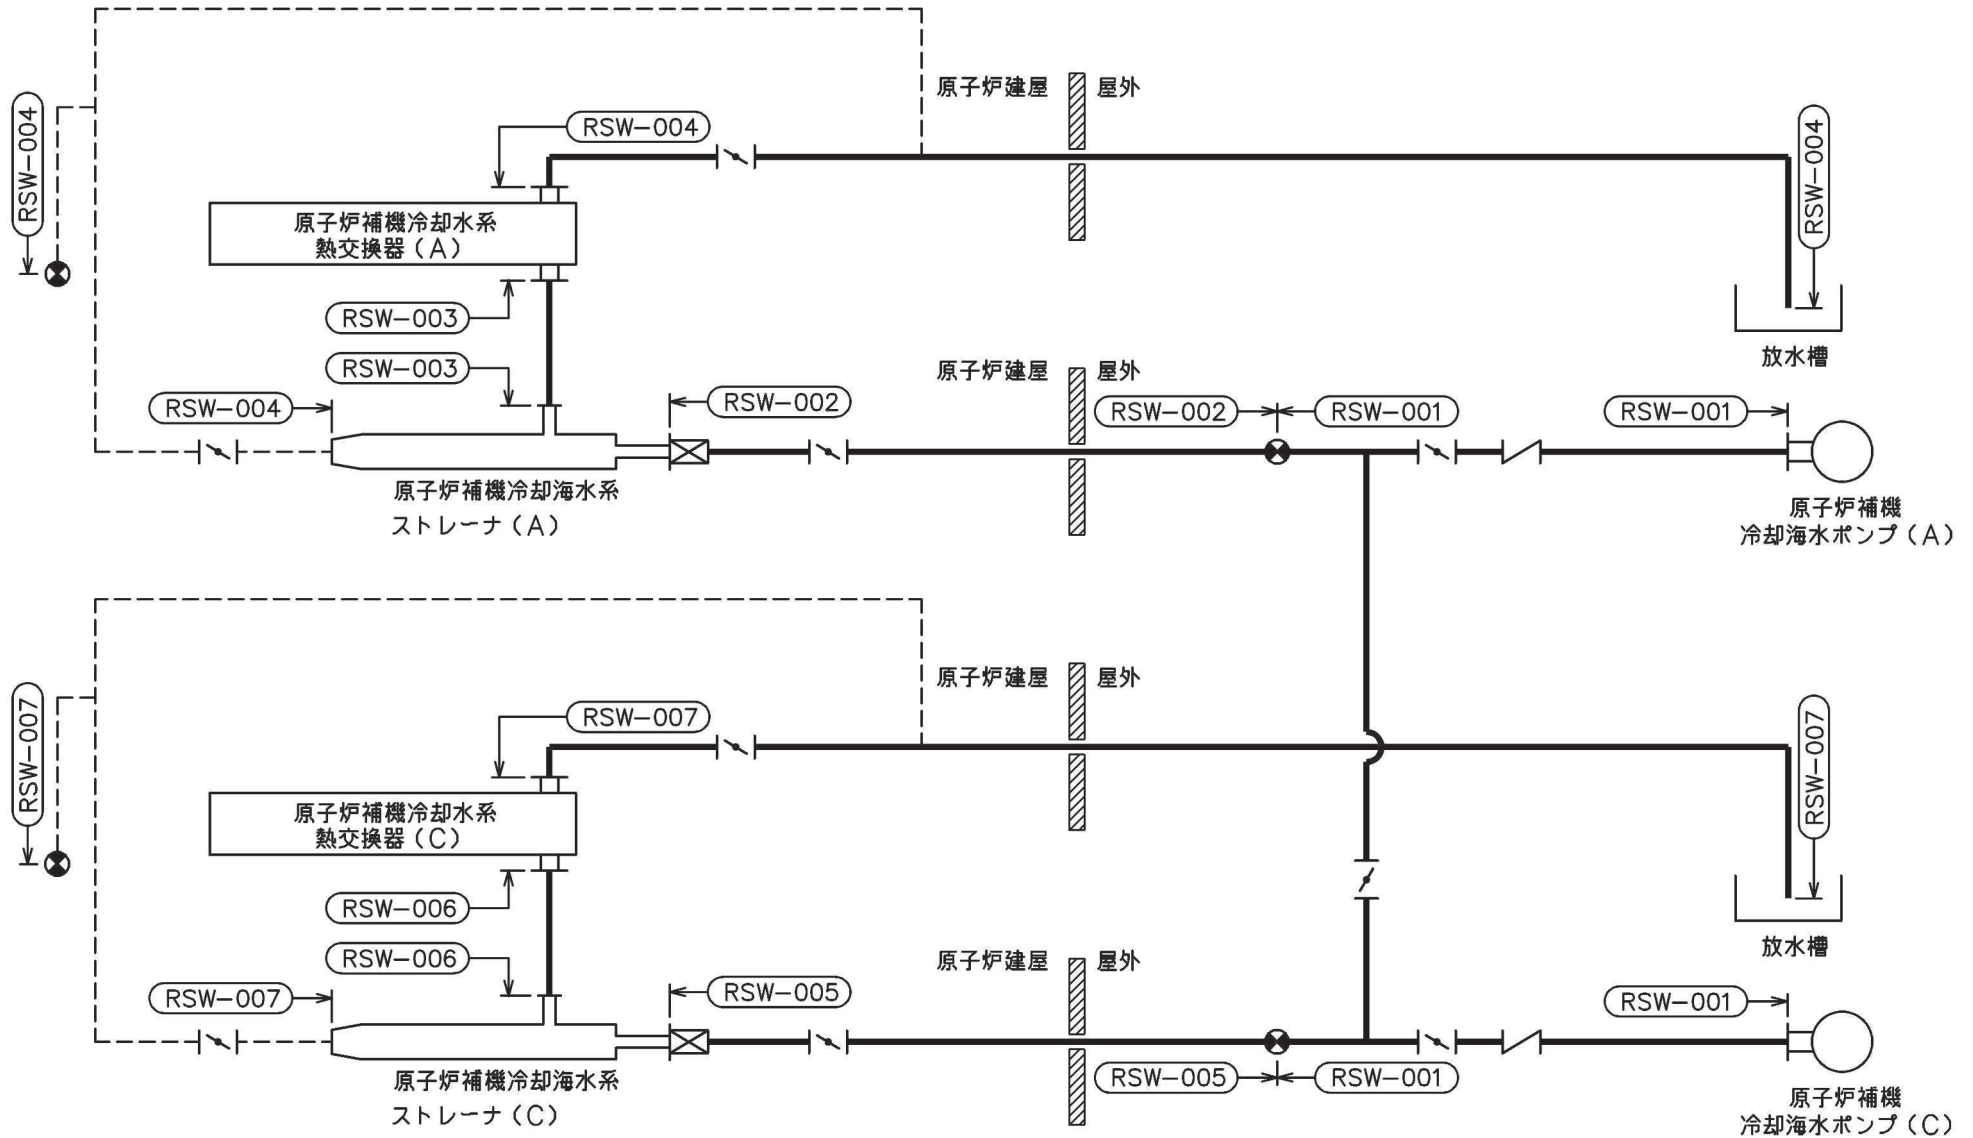 原子炉建屋
屋外
RSW-004
RSW-004
RSW-004
原子炉補機冷却水系
熱交換器(A)
RSW-003
放水槽
RSW-003
原子炉建屋
屋外
RSW-004
RSW-002
RSW-002
RSW-001
RSW-001
原子炉補機冷却海水系
ストレーナ(A)
原子炉補機
冷却海水ポンプ(A)
原子炉建屋
屋外
RSW-007
RSW-007
RSW-007
原子炉補機冷却水系
熱交換器(C)
RSW-006
放水槽
RSW-006
原子炉建屋
屋外
RSW-007
RSW-005
RSW-001
原子炉補機冷却海水系
ストレーナ(C)
RSW-005
RSW-001
原子炉補機
冷却海水ポンプ(C)